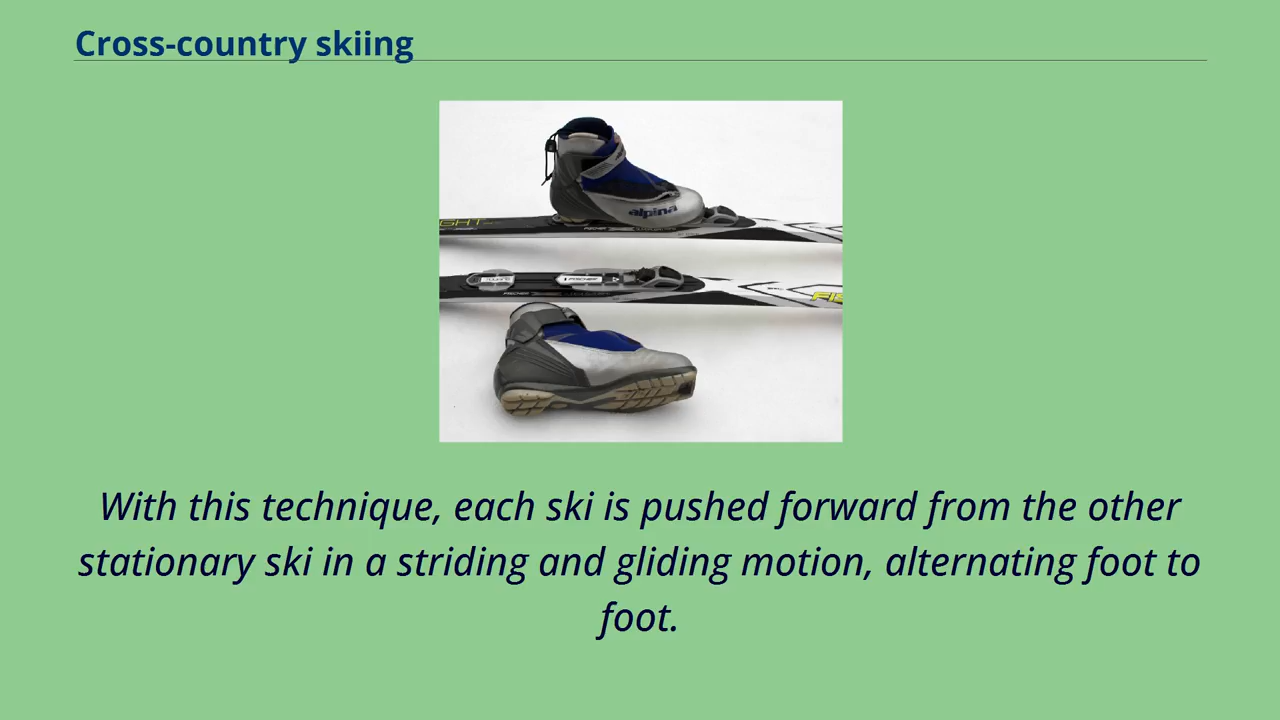 Cross-country skiing
alpina
FISCHER
With this technique, each ski is pushed forward from the other
stationary ski in a striding and gliding motion, alternating foot to
foot.